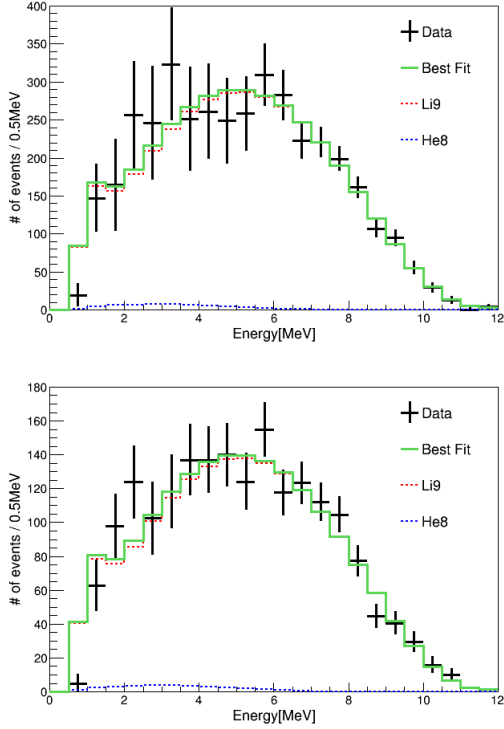 400
350
300
250
200
150
100
50
0
# of events / 0.5MeV
Data
Best Fit
Li9
He8
0 2 4 6 8 10 12
Energy[MeV]
180
160
140
120
100
80
60
40
20
0
# of events / 0.5MeV
Data
Best Fit
Li9
He8
0 2 4 6 8 10 12
Energy[MeV]